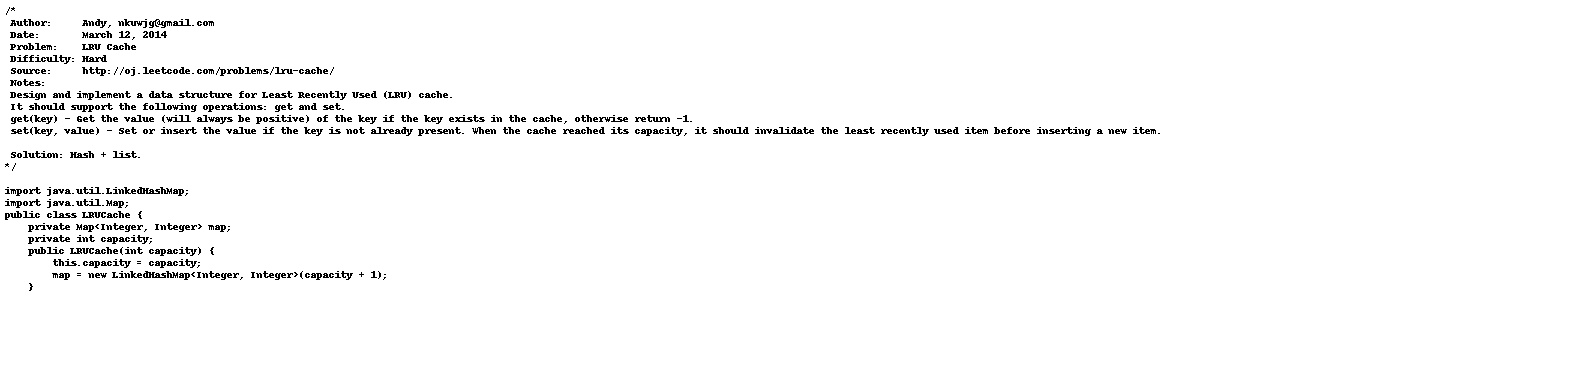 /*
 Author:     Andy, nkuwjg@gmail.com
 Date:       March 12, 2014
 Problem:    LRU Cache
 Difficulty: Hard
 Source:     http://oj.leetcode.com/problems/lru-cache/
 Notes:
 Design and implement a data structure for Least Recently Used (LRU) cache.
 It should support the following operations: get and set.
 get(key) - Get the value (will always be positive) of the key if the key exists in the cache, otherwise return -1.
 set(key, value) - Set or insert the value if the key is not already present. When the cache reached its capacity, it should invalidate the least recently used item before inserting a new item.

 Solution: Hash + list.
*/

import java.util.LinkedHashMap;
import java.util.Map;
public class LRUCache {
    private Map<Integer, Integer> map;
    private int capacity;
    public LRUCache(int capacity) {
        this.capacity = capacity;
        map = new LinkedHashMap<Integer, Integer>(capacity + 1);
    }